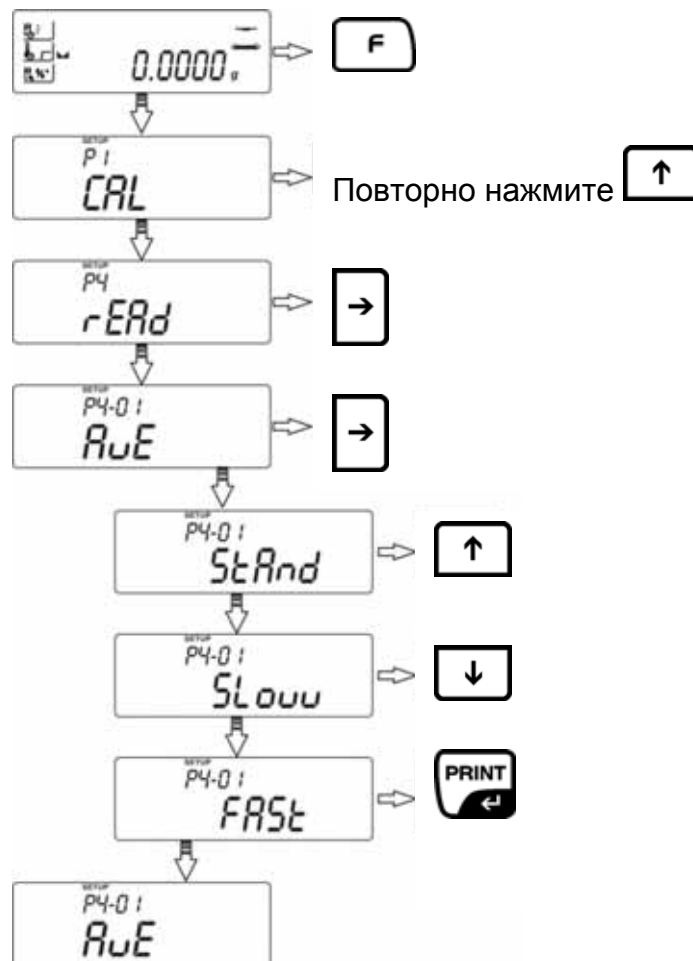 0.0000 g
F
SETUP
P1
CAL
Повторно нажмите ↑
SETUP
P4
rEAd
→
SETUP
P4-01
AvE
→
SETUP
P4-01
StAnd
↑
SETUP
P4-01
SLouu
↓
SETUP
P4-01
FASt
PRINT
SETUP
P4-01
AvE